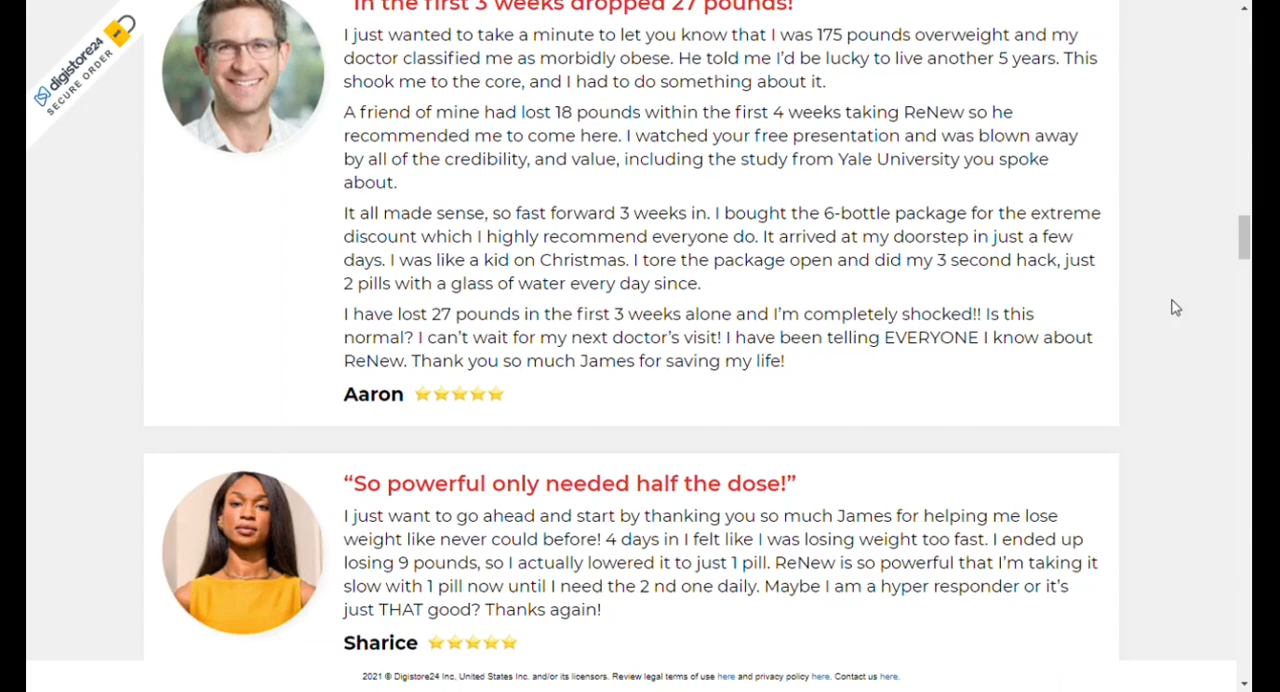 "In the first 3 weeks dropped 27 pounds!
digistore24
SECURE ORDER
I just wanted to take a minute to let you know that I was 175 pounds overweight and my
doctor classified me as morbidly obese. He told me I'd be lucky to live another 5 years. This
shook me to the core, and I had to do something about it.
A friend of mine had lost 18 pounds within the first 4 weeks taking ReNew so he
recommended me to come here. I watched your free presentation and was blown away
by all of the credibility, and value, including the study from Yale University you spoke
about.
It all made sense, so fast forward 3 weeks in. I bought the 6-bottle package for the extreme
discount which I highly recommend everyone do. It arrived at my doorstep in just a few
days. I was like a kid on Christmas. I tore the package open and did my 3 second hack, just
2 pills with a glass of water every day since.
I have lost 27 pounds in the first 3 weeks alone and I'm completely shocked!! Is this
normal? I can't wait for my next doctor's visit! I have been telling EVERYONE I know about
ReNew. Thank you so much James for saving my life!
Aaron
“So powerful only needed half the dose!”
I just want to go ahead and start by thanking you so much James for helping me lose
weight like never could before! 4 days in I felt like I was losing weight too fast. I ended up
losing 9 pounds, so I actually lowered it to just 1 pill. ReNew is so powerful that I'm taking it
slow with 1 pill now until I need the 2 nd one daily. Maybe I am a hyper responder or it's
just THAT good? Thanks again!
Sharice
2021 © Digistore24 Inc, United States Inc. and/or its licensors. Review legal terms of use here and privacy policy here. Contact us here.